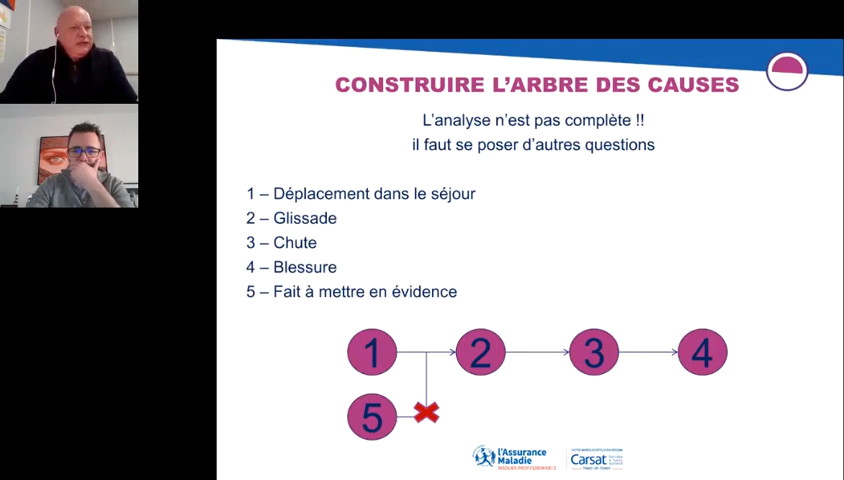 CONSTRUIRE L'ARBRE DES CAUSES
L'analyse n'est pas complète !!
il faut se poser d'autres questions
1 – Déplacement dans le séjour
2 – Glissade
3 – Chute
4 – Blessure
5 – Fait à mettre en évidence
1 2 3 4
5
l'Assurance
Maladie
RISQUES PROFESSIONNELS
Carsat